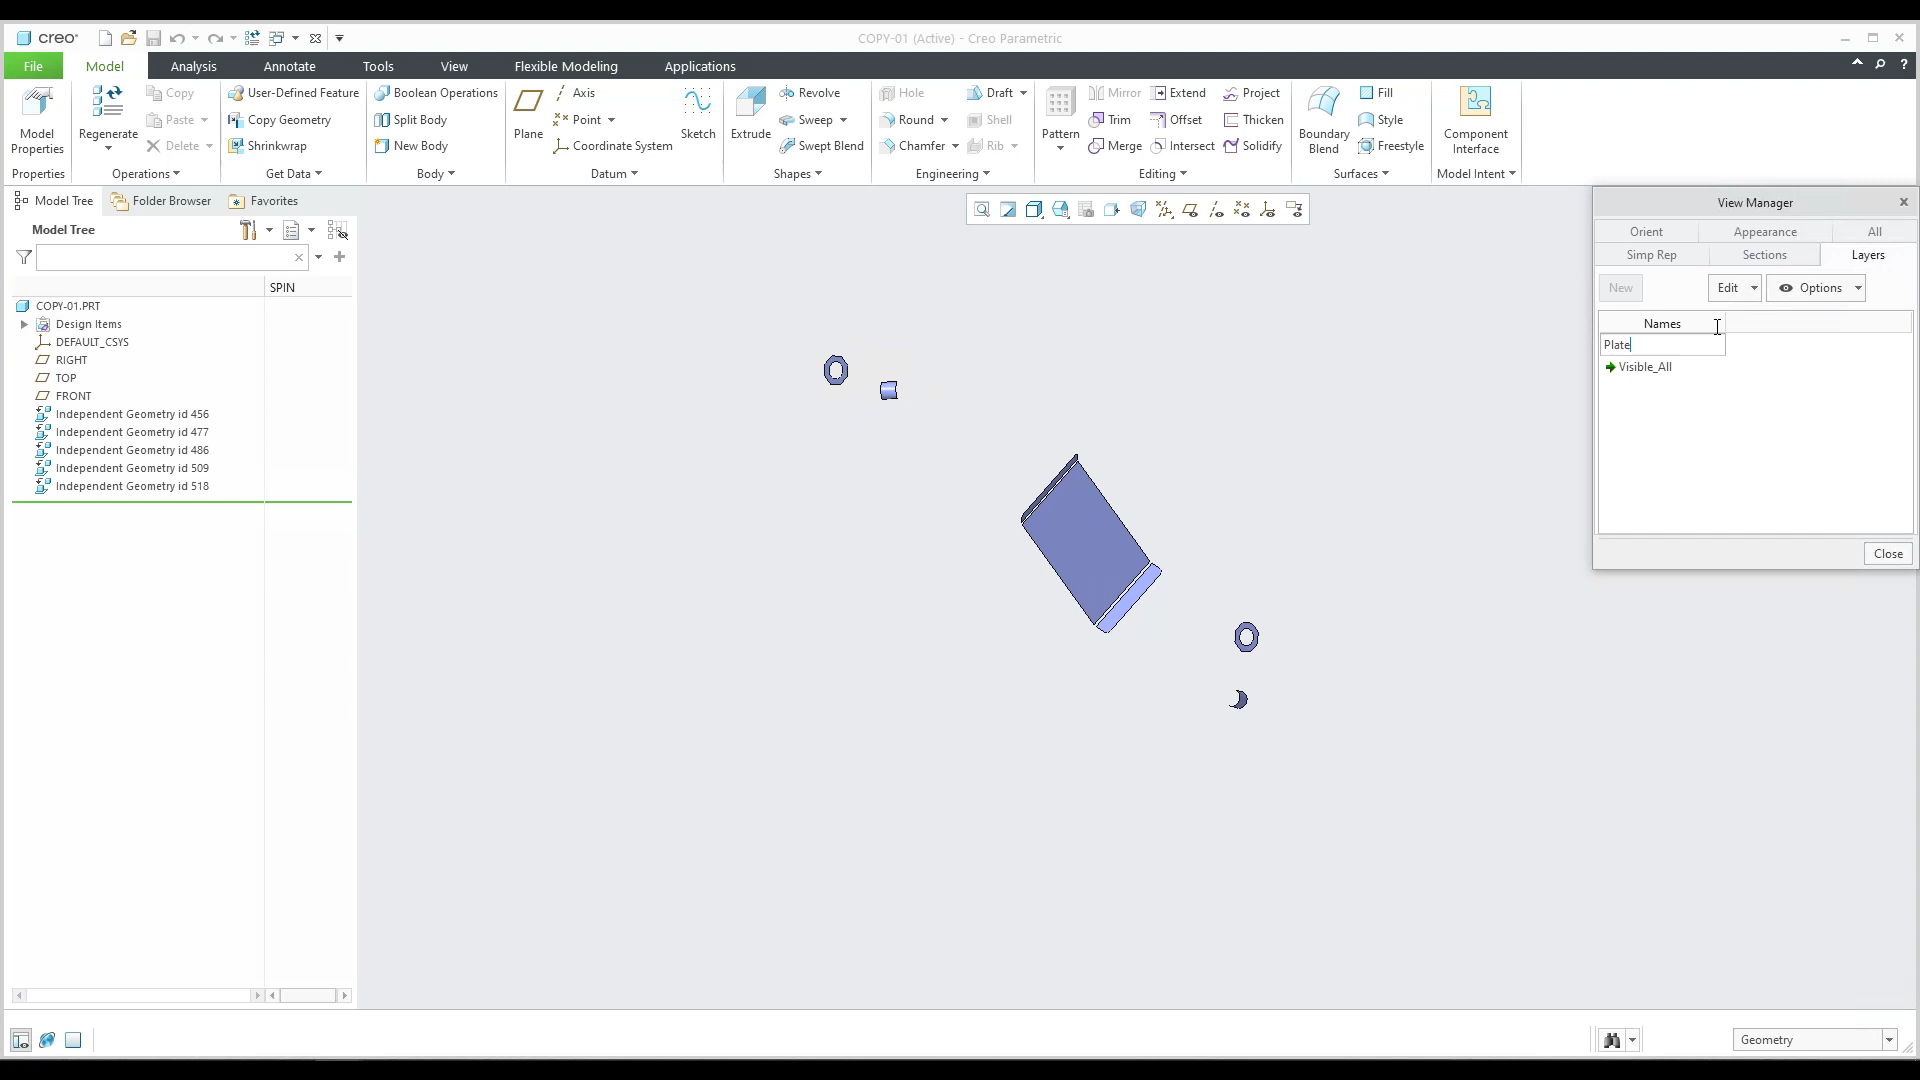 creo
COPY-01 (Active) - Creo Parametric
File
Model
Analysis
Annotate
Tools
View
Flexible Modeling
Applications
Model
Properties
Properties
Regenerate
Copy
Paste
Delete
Operations
User-Defined Feature
Copy Geometry
Shrinkwrap
Get Data
Boolean Operations
Split Body
New Body
Body
Plane
Axis
Point
Coordinate System
Sketch
Datum
Extrude
Revolve
Sweep
Swept Blend
Shapes
Hole
Round
Chamfer
Draft
Shell
Rib
Engineering
Pattern
Mirror
Trim
Merge
Extend
Offset
Intersect
Project
Thicken
Solidify
Editing
Boundary
Blend
Fill
Style
Freestyle
Surfaces
Component
Interface
Model Intent
Model Tree
Folder Browser
Favorites
Model Tree
SPIN
COPY-01.PRT
Design Items
DEFAULT_CSYS
RIGHT
TOP
FRONT
Independent Geometry id 456
Independent Geometry id 477
Independent Geometry id 486
Independent Geometry id 509
Independent Geometry id 518
View Manager
Orient
Appearance
All
Simp Rep
Sections
Layers
New
Edit
Options
Names
Plate
Visible_All
Close
Geometry